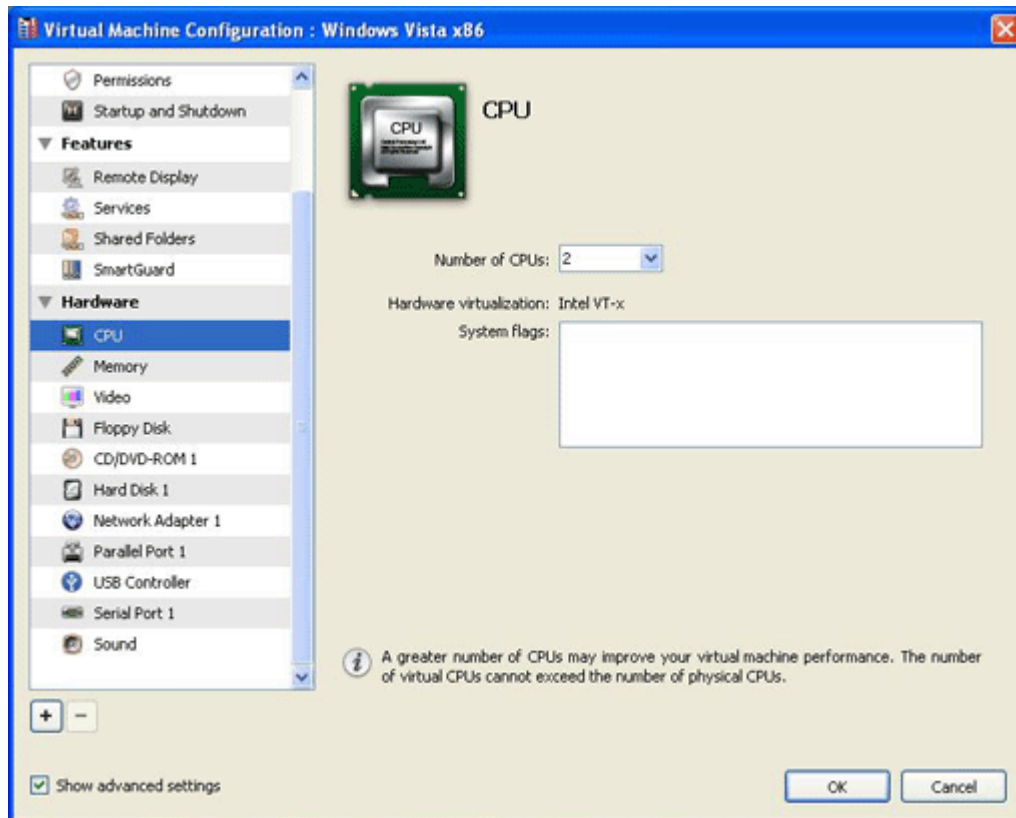 Virtual Machine Configuration : Windows Vista x86
Permissions
Startup and Shutdown
Features
Remote Display
Services
Shared Folders
SmartGuard
Hardware
CPU
Memory
Video
Floppy Disk
CD/DVD-ROM 1
Hard Disk 1
Network Adapter 1
Parallel Port 1
USB Controller
Serial Port 1
Sound
CPU
CPU
Number of CPUs: 2
Hardware virtualization: Intel VT-x
System flags:
A greater number of CPUs may improve your virtual machine performance. The number
of virtual CPUs cannot exceed the number of physical CPUs.
Show advanced settings
OK
Cancel